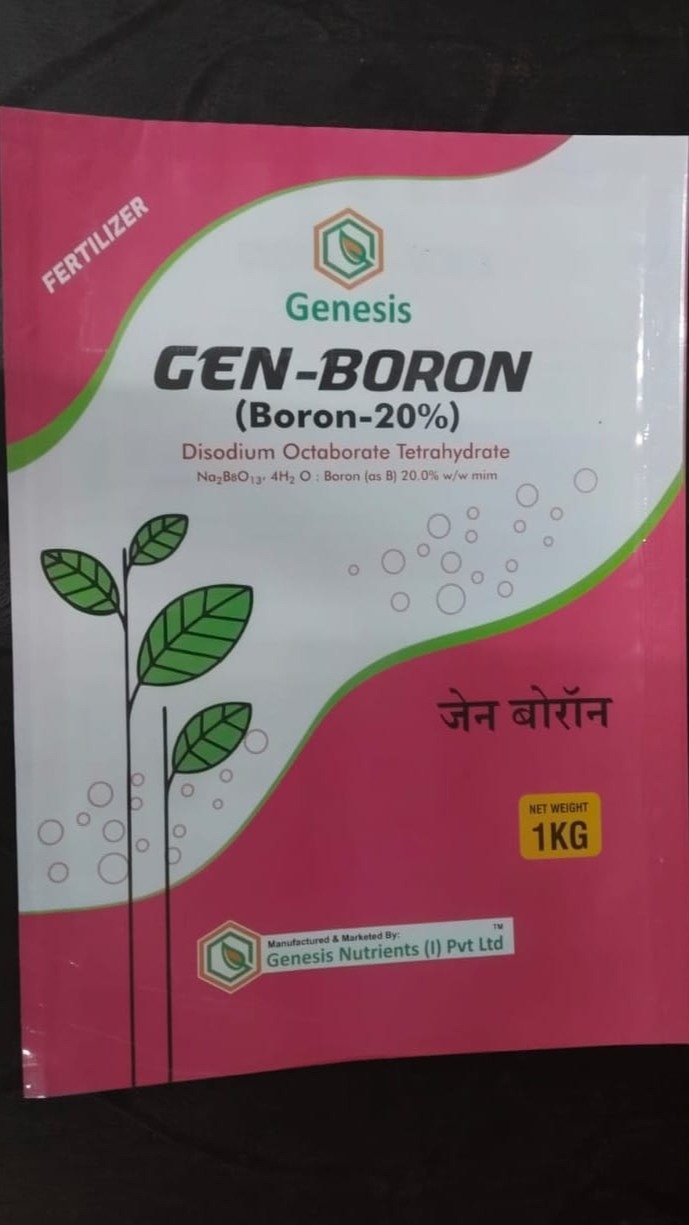 FERTILIZER
Genesis
GEN-BORON
(Boron-20%)
Disodium Octaborate Tetrahydrate
Na₂B8O₁₃, 4H₂ O : Boron (as B) 20.0% w/w mim
जेन बोरॉन
NET WEIGHT
1KG
Manufactured & Marketed By:
TM
Genesis Nutrients (I) Pvt Ltd